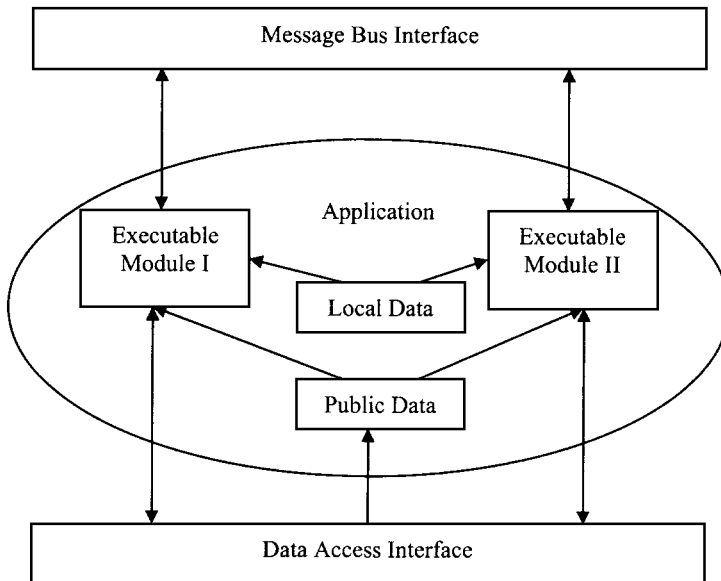 Message Bus Interface
Application
Executable
Module I
Executable
Module II
Local Data
Public Data
Data Access Interface